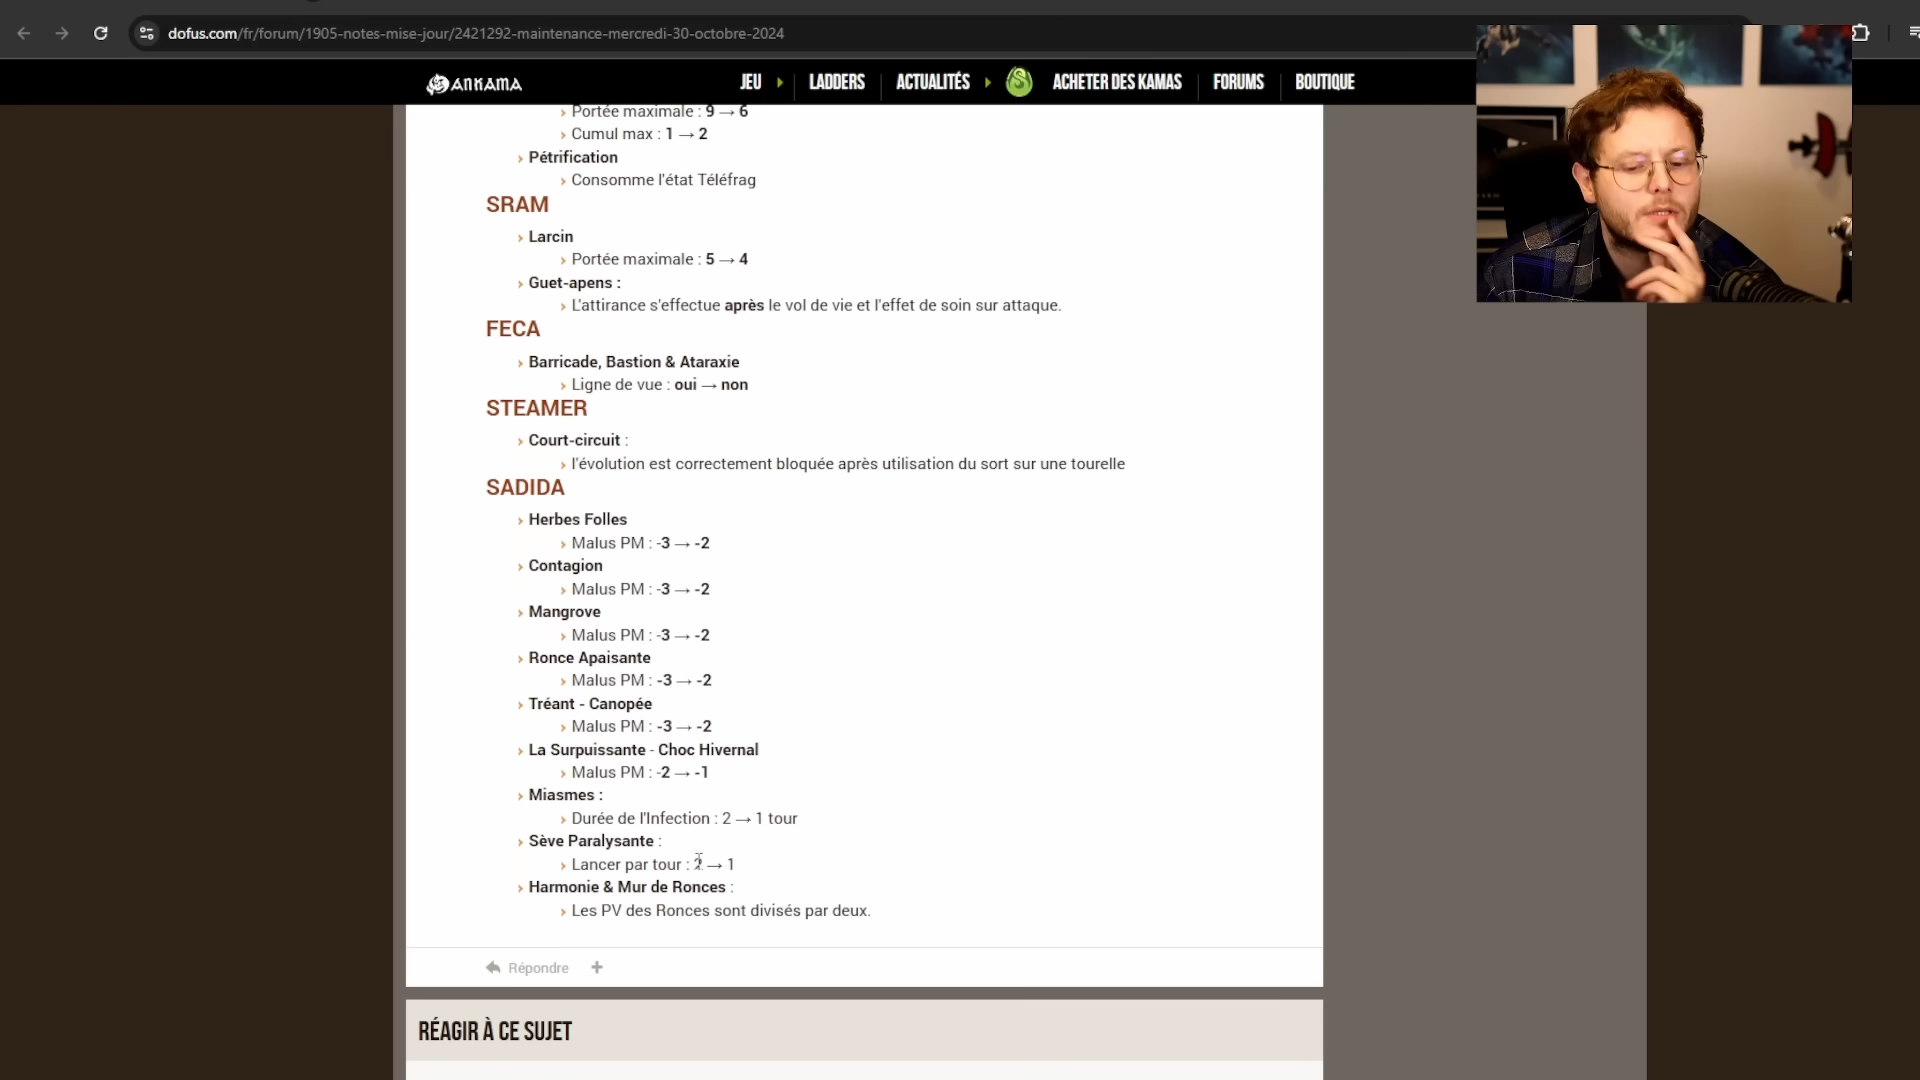 dofus.com/fr/forum/1905-notes-mise-jour/2421292-maintenance-mercredi-30-octobre-2024
ANKAMA
JEU
LADDERS
ACTUALITÉS
ACHETER DES KAMAS
FORUMS
BOUTIQUE
Portée maximale : 9 → 6
Cumul max : 1 → 2
Pétrification
Consomme l'état Téléfrag
SRAM
Larcin
Portée maximale : 5 → 4
Guet-apens :
L'attirance s'effectue après le vol de vie et l'effet de soin sur attaque.
FECA
Barricade, Bastion & Ataraxie
Ligne de vue : oui → non
STEAMER
Court-circuit :
l'évolution est correctement bloquée après utilisation du sort sur une tourelle
SADIDA
Herbes Folles
Malus PM : -3 → -2
Contagion
Malus PM : -3 → -2
Mangrove
Malus PM : -3 → -2
Ronce Apaisante
Malus PM : -3 → -2
Tréant - Canopée
Malus PM : -3 → -2
La Surpuissante - Choc Hivernal
Malus PM : -2 → -1
Miasmes :
Durée de l'Infection : 2 → 1 tour
Sève Paralysante :
Lancer par tour : 2 → 1
Harmonie & Mur de Ronces :
Les PV des Ronces sont divisés par deux.
Répondre +
RÉAGIR À CE SUJET